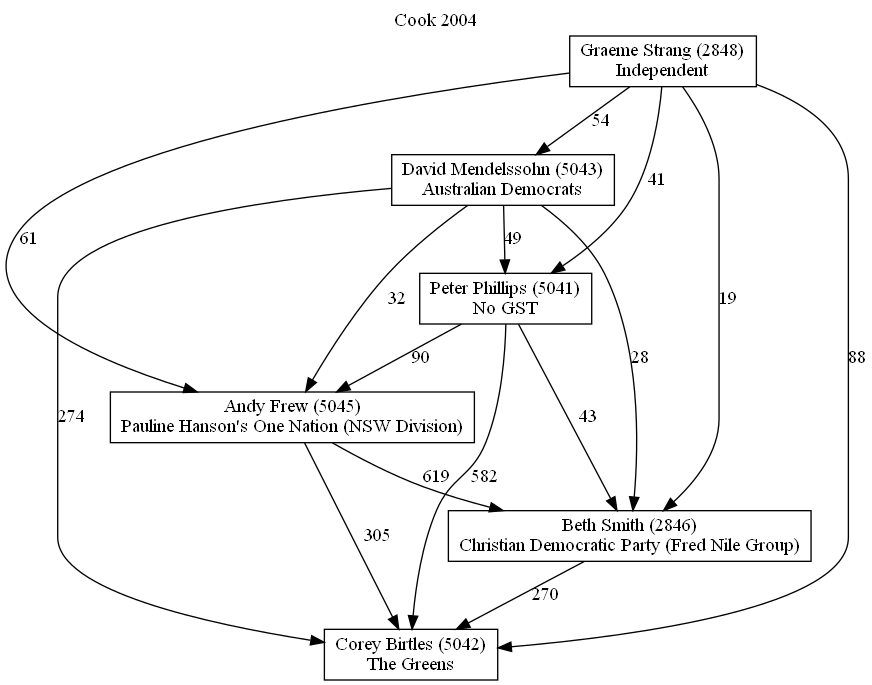 Cook 2004
Graeme Strang (2848)
Independent
54
David Mendelssohn (5043)
Australian Democrats
41
61
49
Peter Phillips (5041)
No GST
32
19
90
28
88
Andy Frew (5045)
Pauline Hanson's One Nation (NSW Division)
274
43
619
582
Beth Smith (2846)
Christian Democratic Party (Fred Nile Group)
305
270
Corey Birtles (5042)
The Greens